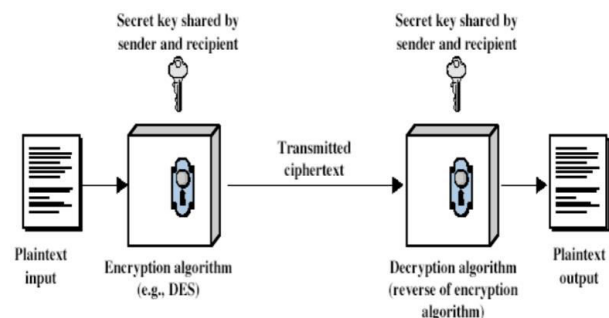 Secret key shared by
sender and recipient
Secret key shared by
sender and recipient
Transmitted
ciphertext
Plaintext
input
Encryption algorithm
(e.g., DES)
Decryption algorithm
(reverse of encryption
algorithm)
Plaintext
output